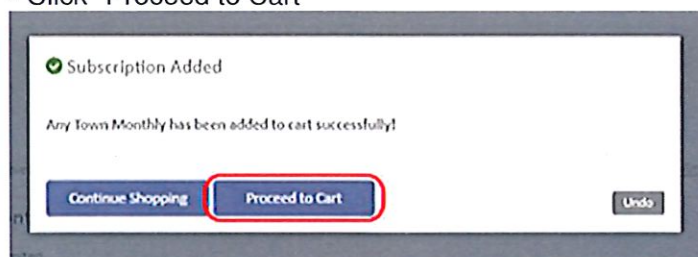 Click "Proceed to Cart"
Subscription Added
Any Town Monthly has been added to cart successfully!
Continue Shopping
Proceed to Cart
Undo